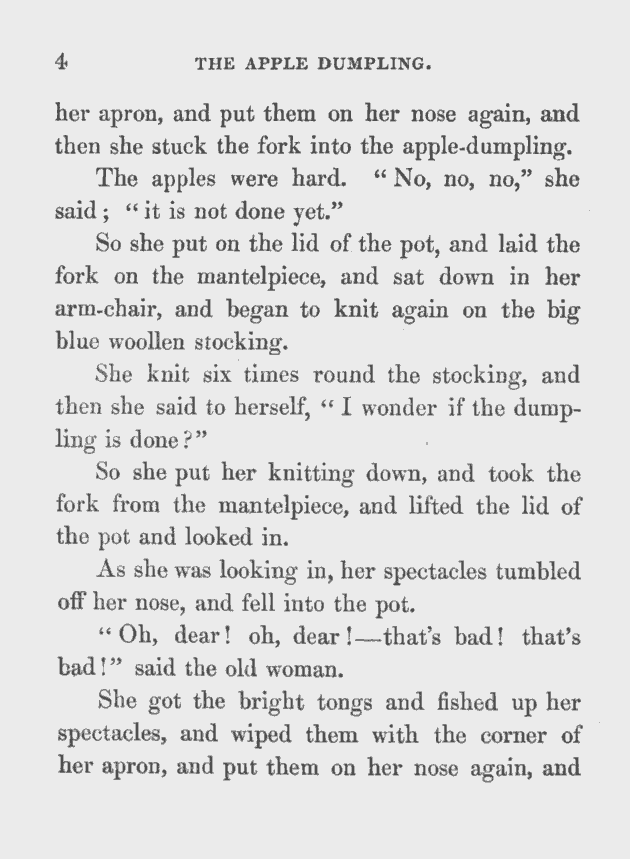 4 THE APPLE DUMPLING.
her apron, and put them on her nose again, and
then she stuck the fork into the apple-dumpling.
The apples were hard. “No, no, no,” she
said; “it is not done yet.”
So she put on the lid of the pot, and laid the
fork on the mantelpiece, and sat down in her
arm-chair, and began to knit again on the big
blue woollen stocking.
She knit six times round the stocking, and
then she said to herself, “I wonder if the dump-
ling is done?”
So she put her knitting down, and took the
fork from the mantelpiece, and lifted the lid of
the pot and looked in.
As she was looking in, her spectacles tumbled
off her nose, and fell into the pot.
“Oh, dear! oh, dear!—that’s bad! that’s
bad!” said the old woman.
She got the bright tongs and fished up her
spectacles, and wiped them with the corner of
her apron, and put them on her nose again, and